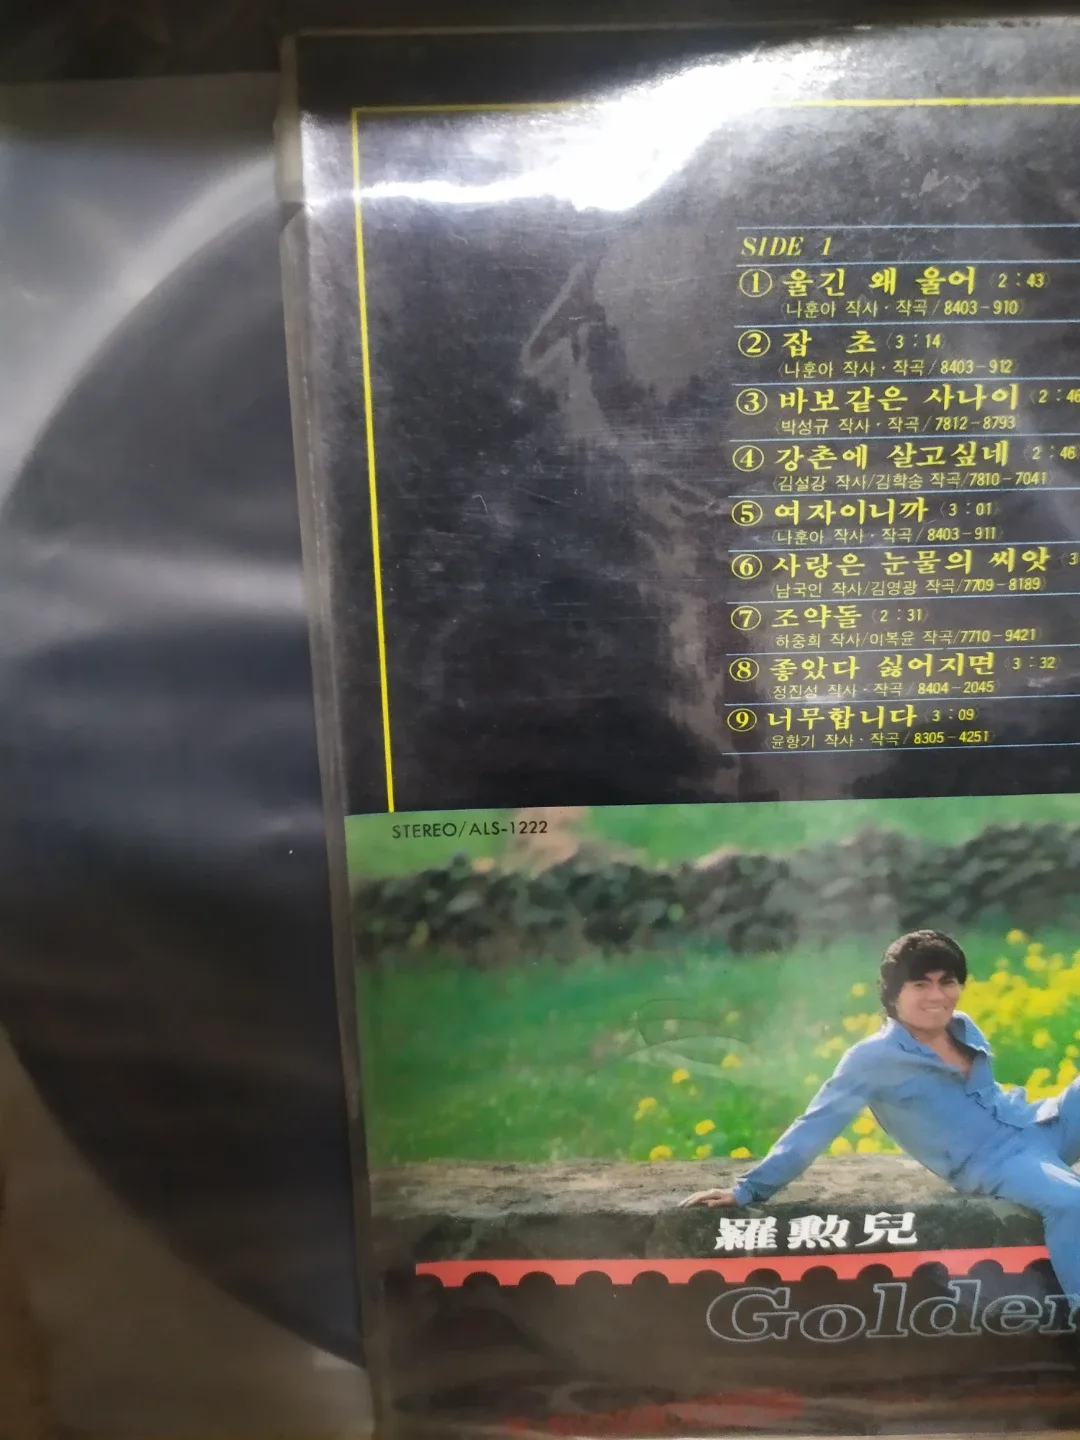 SIDE 1
① 울긴 왜 울어 (2:43)
(나훈아 작사·작곡/8403-910)
② 잡 초 (3:14)
(나훈아 작사·작곡/8403-912)
③ 바보같은 사나이 (2:46
(박성규 작사·작곡/7812-8793
④ 강촌에 살고싶네 (2:46
(김설강 작사/김학송 작곡/7810-7041)
⑤ 여자이니까 (3:01)
(나훈아 작사·작곡/8403-911)
⑥ 사랑은 눈물의 씨앗 (3
(남국인 작사/김영광 작곡/7709-8189)
⑦ 조약돌 (2:31)
하중희 작사/이복윤 작곡/7710-9421)
⑧ 좋았다 싫어지면 (3:32)
정진성 작사·작곡/8404-2045)
⑨ 너무합니다 (3:09)
(윤항기 작사·작곡/8305-4251)
STEREO/ALS-1222
羅勲兒
Golden